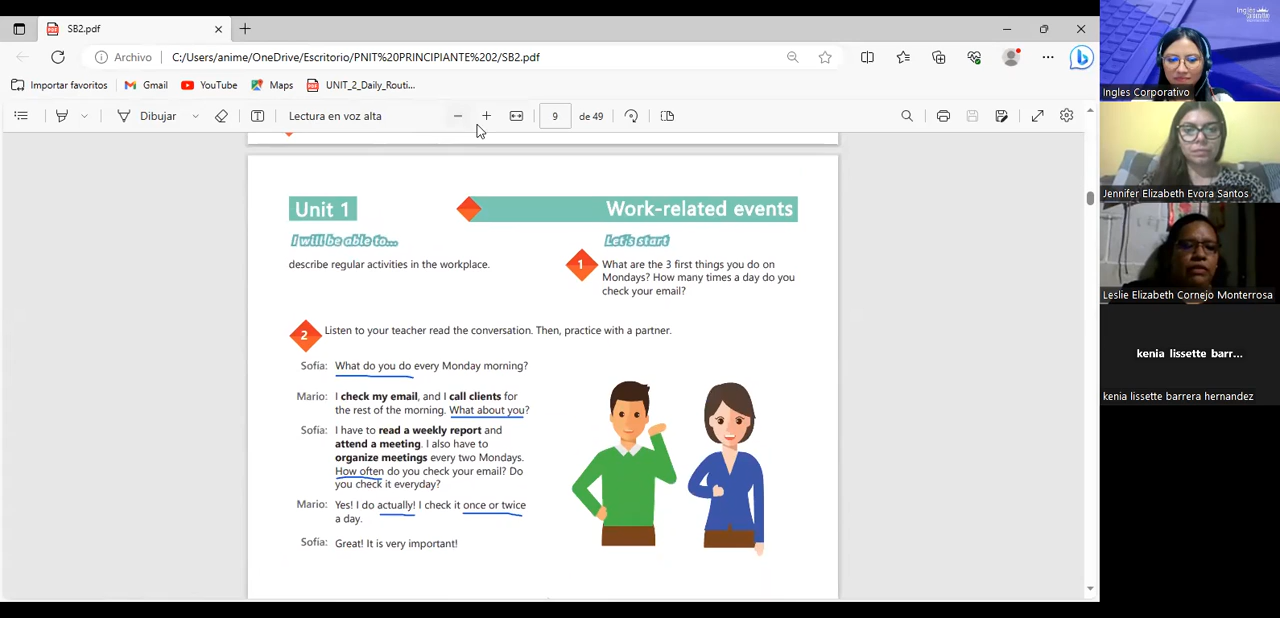 SB2.pdf
Archivo C:/Users/anime/OneDrive/Escritorio/PNIT%20PRINCIPIANTE%202/SB2.pdf
Importar favoritos Gmail YouTube Maps UNIT_2_Daily_Routi...
Dibujar Lectura en voz alta 9 de 49
Unit 1 Work-related events
I will be able to...
describe regular activities in the workplace.
Let's start
1 What are the 3 first things you do on
Mondays? How many times a day do you
check your email?
2 Listen to your teacher read the conversation. Then, practice with a partner.
Sofía: What do you do every Monday morning?
Mario: I check my email, and I call clients for
the rest of the morning. What about you?
Sofía: I have to read a weekly report and
attend a meeting. I also have to
organize meetings every two Mondays.
How often do you check your email? Do
you check it everyday?
Mario: Yes! I do actually! I check it once or twice
a day.
Sofía: Great! It is very important!
Ingles Corporativo
Jennifer Elizabeth Evora Santos
Leslie Elizabeth Cornejo Monterrosa
kenia lissette barr...
kenia lissette barrera hernandez